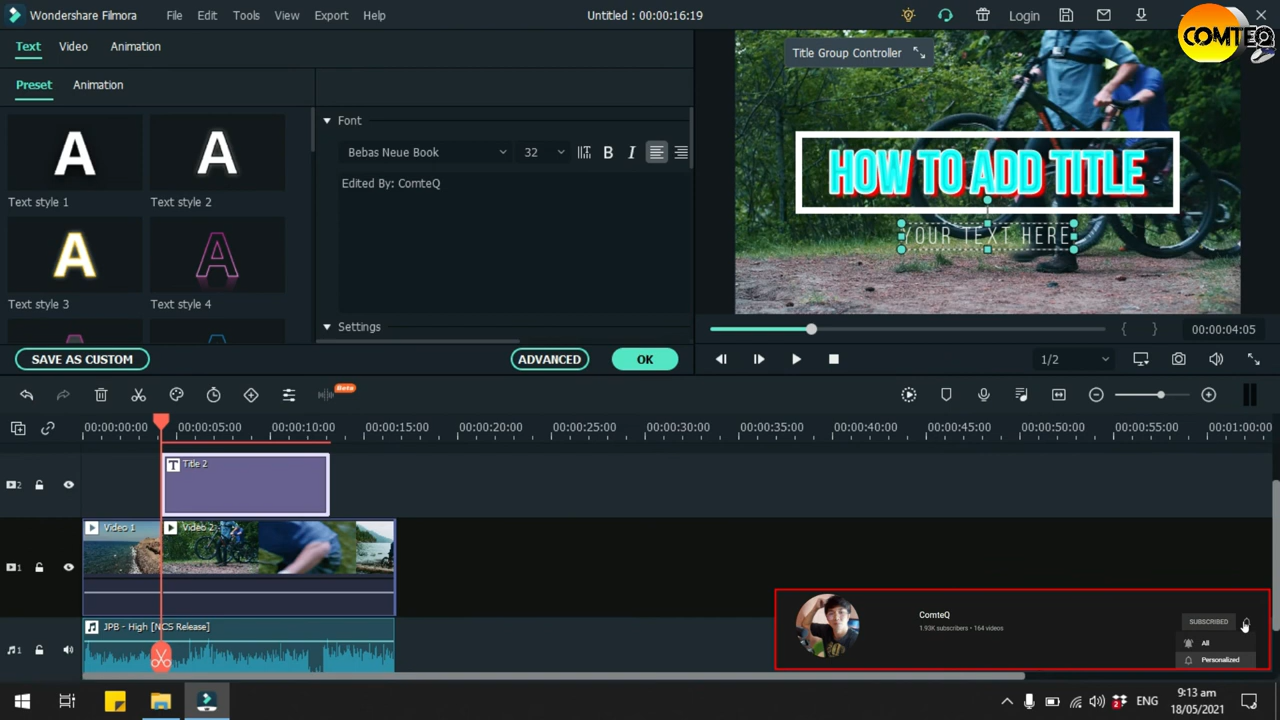 Wondershare Filmora File Edit Tools View Export Help Untitled : 00:00:16:19 Login
COMTEQ
Text Video Animation
Title Group Controller
Preset Animation
Font
Bebas Neue Book 32 B I
Edited By: ComteQ
Text style 1 Text style 2
Text style 3 Text style 4
Settings
HOW TO ADD TITLE
YOUR TEXT HERE
00:00:04:05
SAVE AS CUSTOM ADVANCED OK
1/2
Beta
00:00:00:00 00:00:05:00 00:00:10:00 00:00:15:00 00:00:20:00 00:00:25:00 00:00:30:00 00:00:35:00 00:00:40:00 00:00:45:00 00:00:50:00 00:00:55:00 00:01:00:00
2 Title 2
1 Video 1 Video 2
1 JPB - High [NCS Release]
ComteQ
1.93K subscribers • 164 videos
SUBSCRIBED
All
Personalized
ENG
9:13 am
18/05/2021